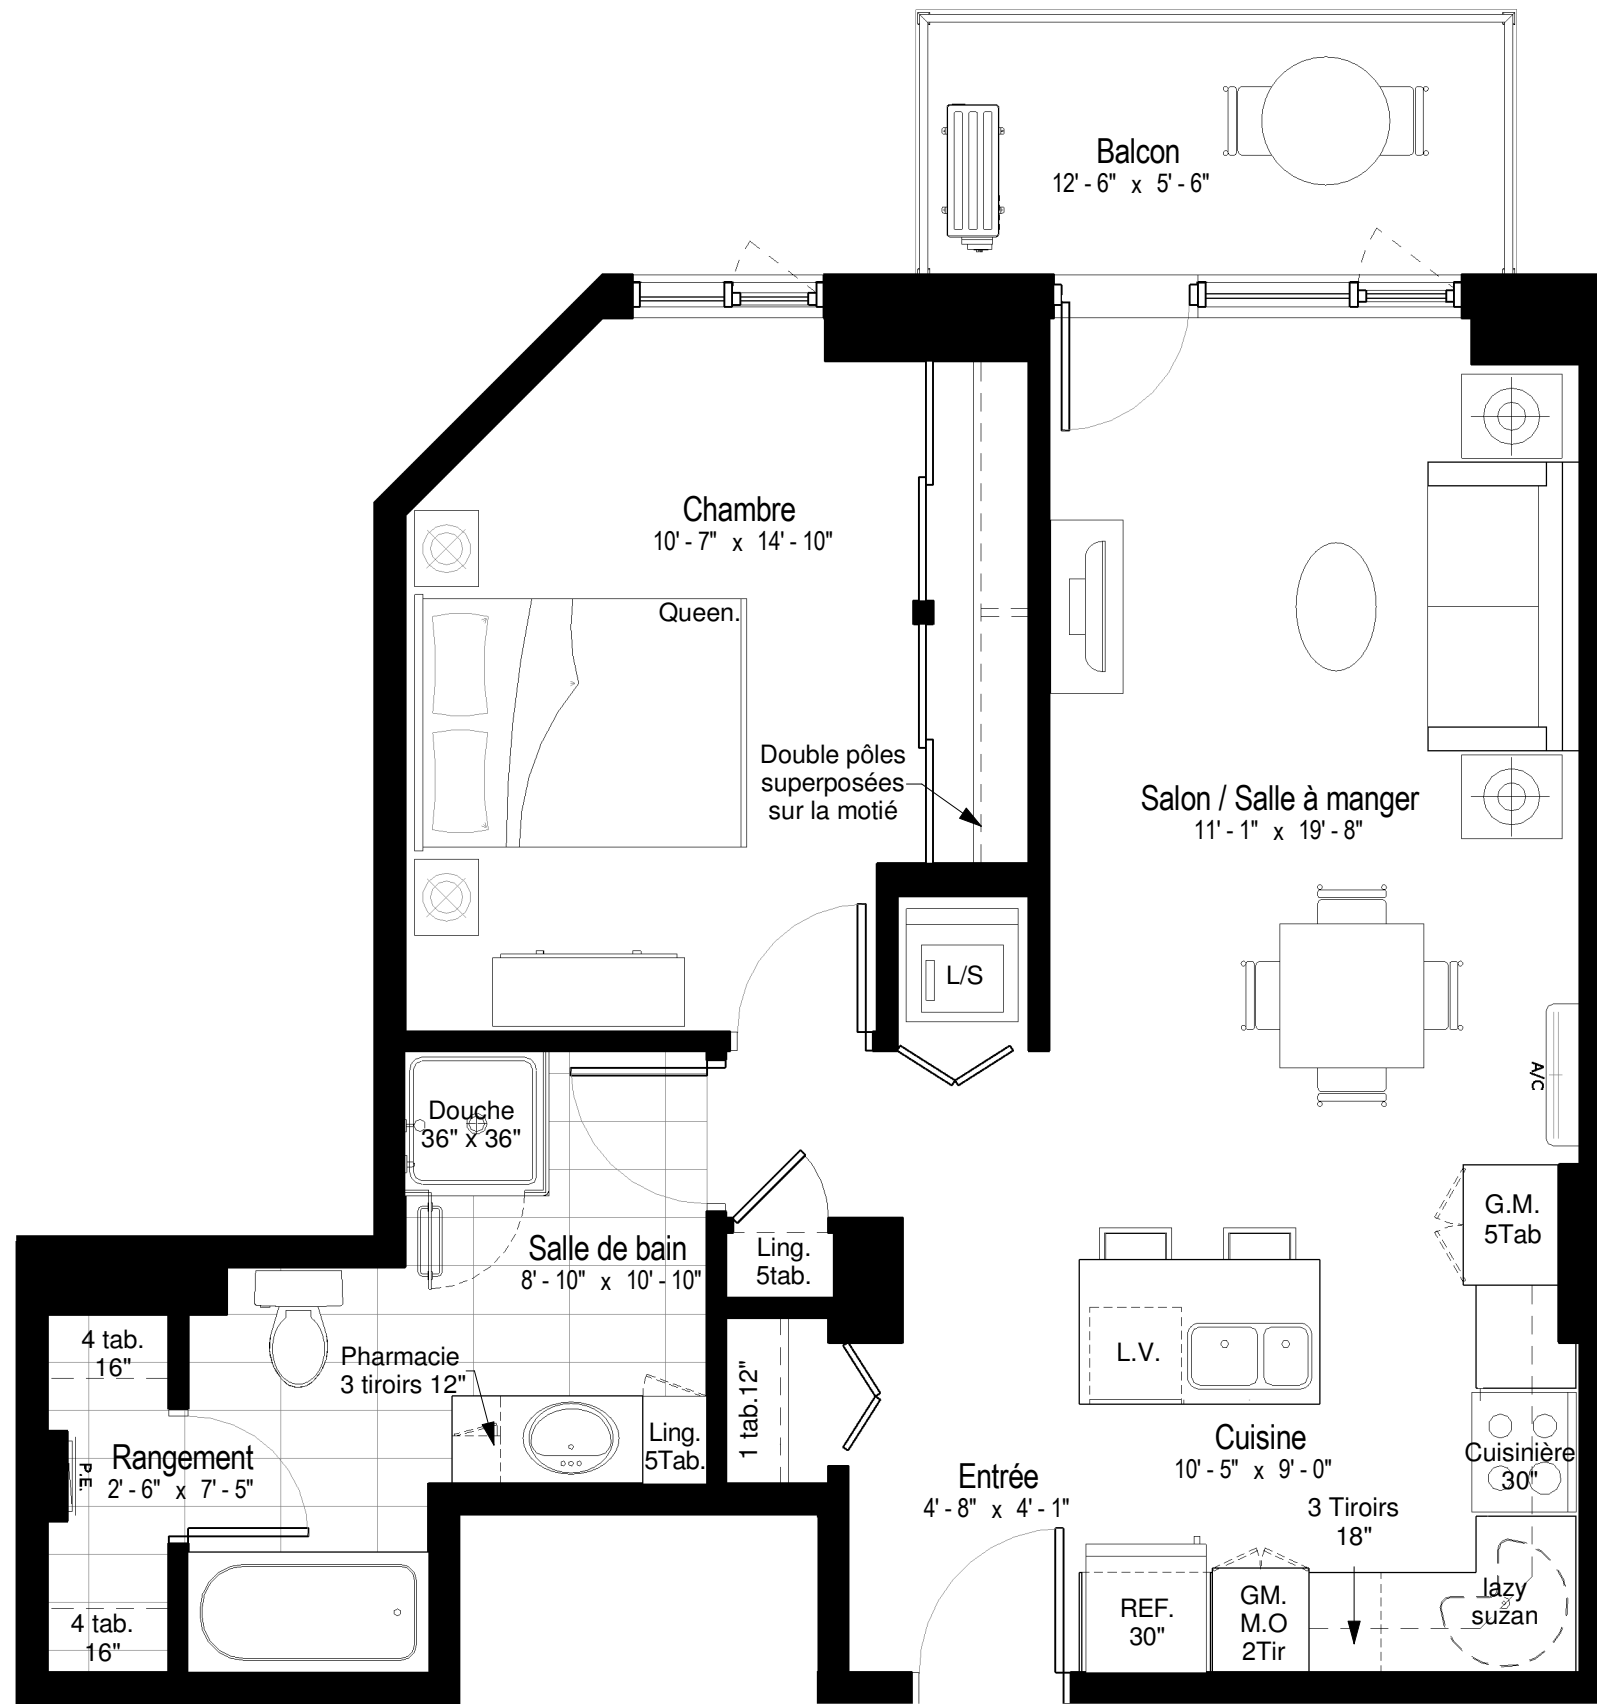 Balcon
12' - 6" x 5' - 6"
Chambre
10' - 7" x 14' - 10"
Queen.
Double pôles
superposées
sur la motié
Salon / Salle à manger
11' - 1" x 19' - 8"
L/S
A/C
Douche
36" x 36"
G.M.
5Tab
Salle de bain
8' - 10" x 10' - 10"
Ling.
5tab.
4 tab.
16"
Pharmacie
3 tiroirs 12"
1 tab.12"
L.V.
Ling.
5Tab.
Rangement
2' - 6" x 7' - 5"
P.E.
Cuisine
10' - 5" x 9' - 0"
Cuisinière
30"
Entrée
4' - 8" x 4' - 1"
3 Tiroirs
18"
4 tab.
16"
REF.
30"
GM.
M.O
2Tir
lazy
suzan